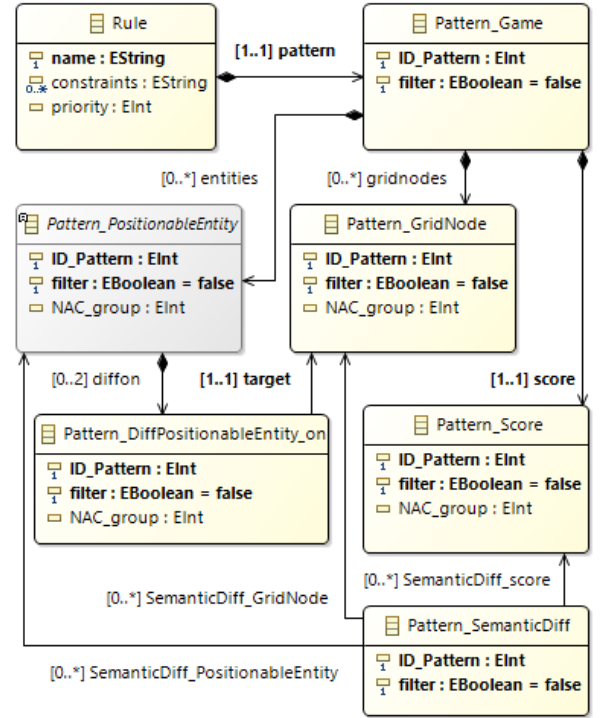 Rule
name : EString
constraints : EString
priority : EInt
[1..1] pattern
Pattern_Game
ID_Pattern : EInt
filter : EBoolean = false
[0..*] entities
[0..*] gridnodes
Pattern_PositionableEntity
ID_Pattern : EInt
filter : EBoolean = false
NAC_group : EInt
Pattern_GridNode
ID_Pattern : EInt
filter : EBoolean = false
NAC_group : EInt
[0..2] diffon
[1..1] target
[1..1] score
Pattern_DiffPositionableEntity_on
ID_Pattern : EInt
filter : EBoolean = false
NAC_group : EInt
Pattern_Score
ID_Pattern : EInt
filter : EBoolean = false
NAC_group : EInt
[0..*] SemanticDiff_score
[0..*] SemanticDiff_GridNode
[0..*] SemanticDiff_PositionableEntity
Pattern_SemanticDiff
ID_Pattern : EInt
filter : EBoolean = false